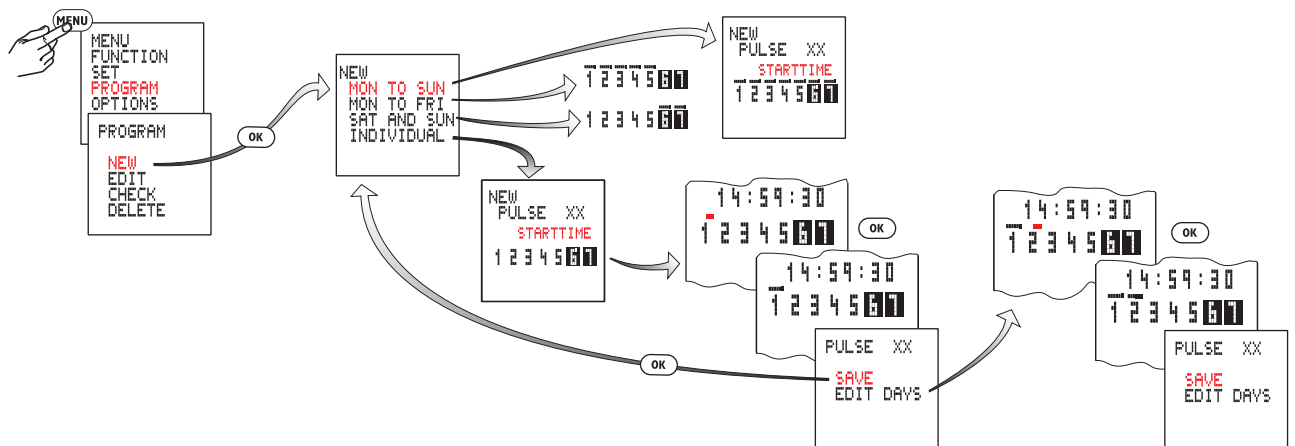 MENU
MENU
FUNCTION
SET
PROGRAM
OPTIONS
PROGRAM
NEW
EDIT
CHECK
DELETE
OK
NEW
MON TO SUN
MON TO FRI
SAT AND SUN
INDIVIDUAL
1 2 3 4 5 6 7
1 2 3 4 5 6 7
NEW
PULSE XX
STARTTIME
1 2 3 4 5 6 7
NEW
PULSE XX
STARTTIME
1 2 3 4 5 6 7
14:59:30
1 2 3 4 5 6 7
OK
14:59:30
1 2 3 4 5 6 7
PULSE XX
SAVE
EDIT DAYS
OK
14:59:30
1 2 3 4 5 6 7
OK
14:59:30
1 2 3 4 5 6 7
PULSE XX
SAVE
EDIT DAYS